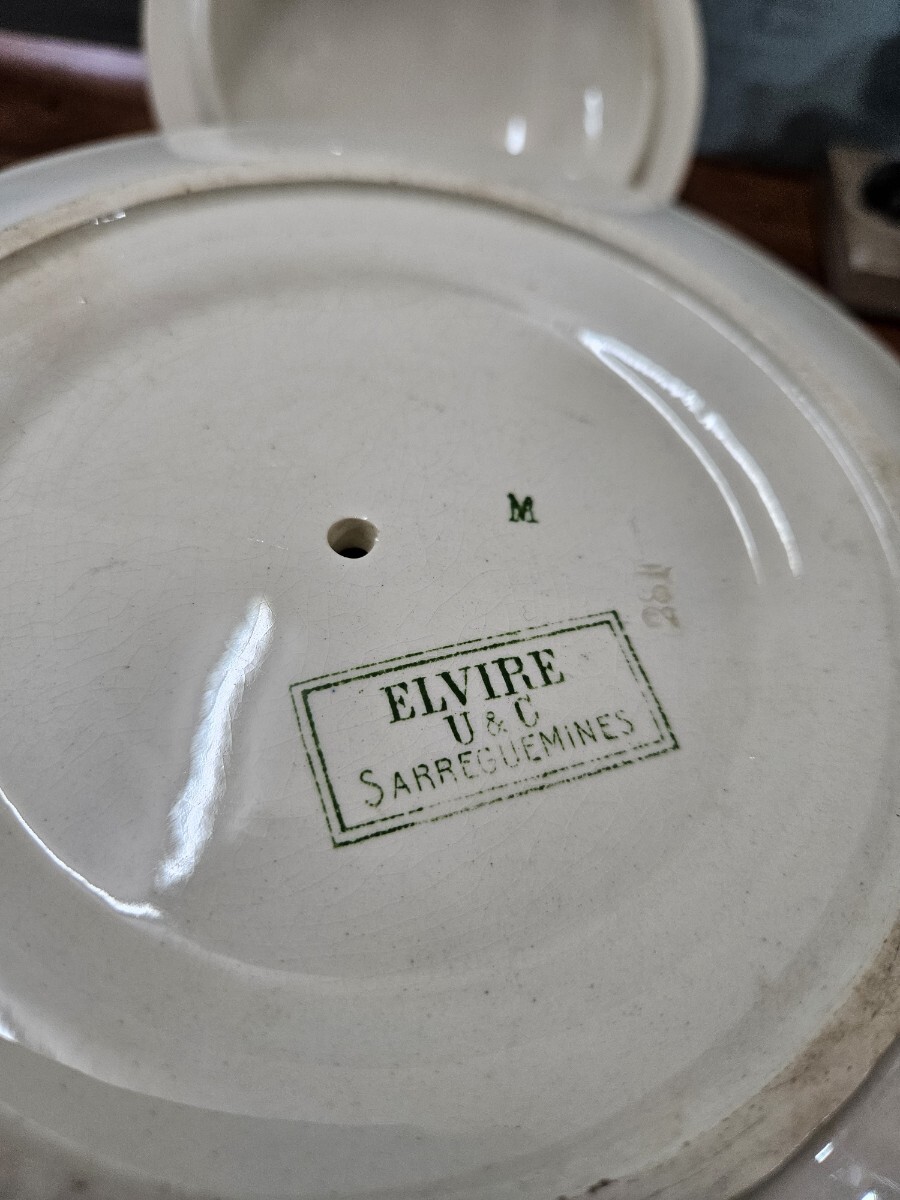 M
ELVIRE
U & C
SARREGUEMINES